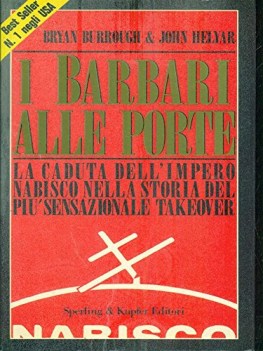 Best Seller
N. 1 negli USA
BRYAN BURROUGH & JOHN HELYAR
I BARBARI
ALLE PORTE
LA CADUTA DELL'IMPERO
NABISCO NELLA STORIA DEL
PIU' SENSAZIONALE TAKEOVER
Sperling & Kupfer Editori
NABISCO